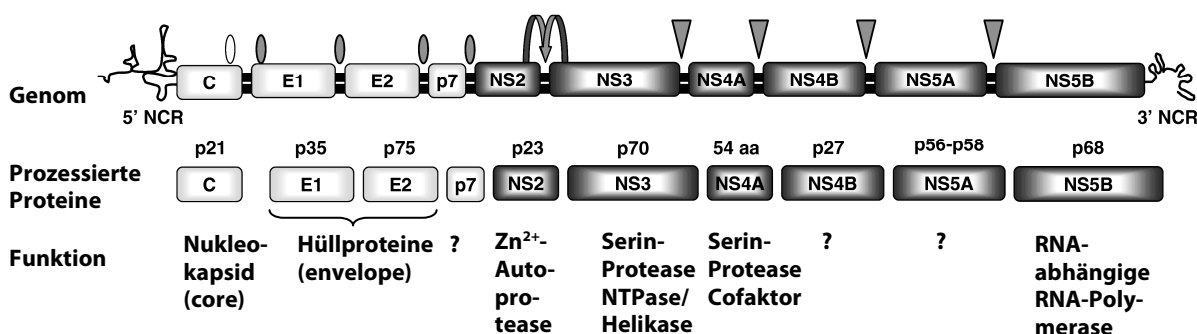 C E1 E2 p7 NS2 NS3 NS4A NS4B NS5A NS5B
Genom
5’ NCR 3’ NCR
p21 p35 p75 p23 p70 54 aa p27 p56-p58 p68
Prozessierte
Proteine
C E1 E2 p7 NS2 NS3 NS4A NS4B NS5A NS5B
Funktion
Nukleo-
kapsid
(core)
Hüllproteine
(envelope)
?
Zn²⁺-
Auto-
pro-
tease
Serin-
Protease
NTPase/
Helikase
Serin-
Protease
Cofaktor
?
?
RNA-
abhängige
RNA-Poly-
merase